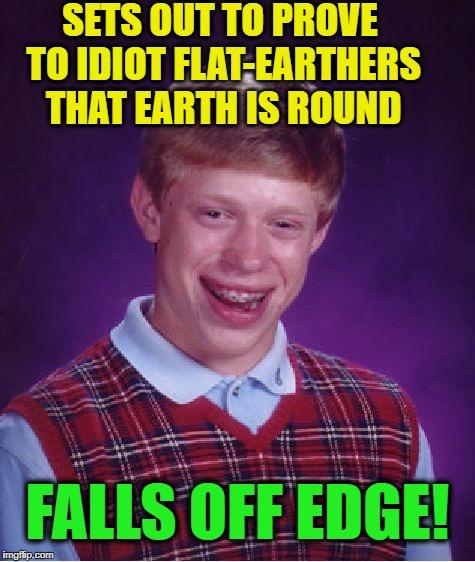 SETS OUT TO PROVE
TO IDIOT FLAT-EARTHERS
THAT EARTH IS ROUND
FALLS OFF EDGE!
imgflip.com